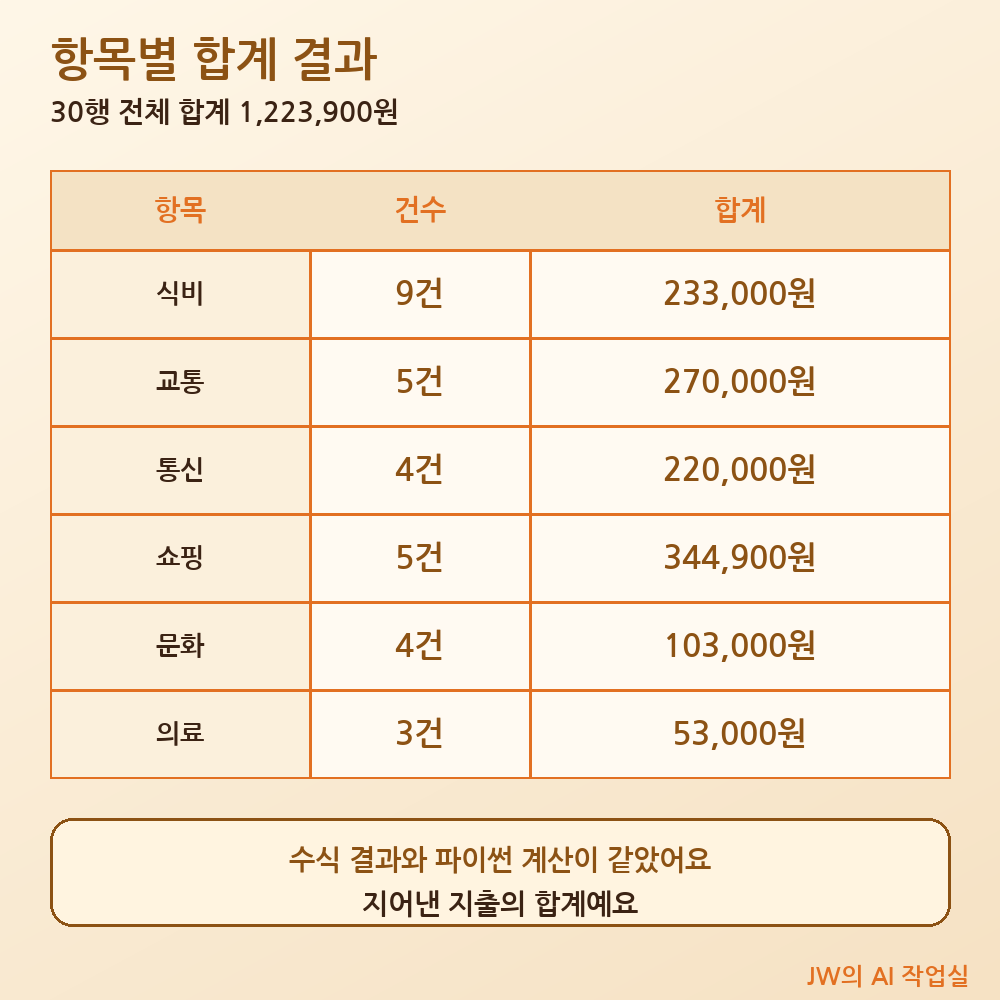 항목별 합계 결과
30행 전체 합계 1,223,900원
항목 건수 합계
식비 9건 233,000원
교통 5건 270,000원
통신 4건 220,000원
쇼핑 5건 344,900원
문화 4건 103,000원
의료 3건 53,000원
수식 결과와 파이썬 계산이 같았어요
지어낸 지출의 합계예요
JW의 AI 작업실